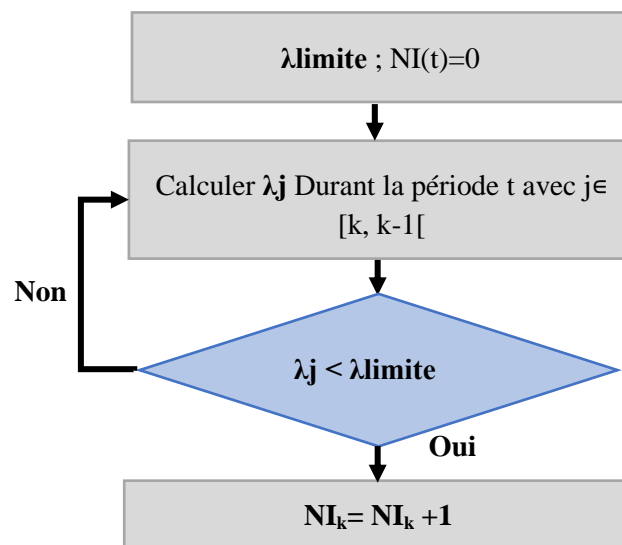 λlimite ; NI(t)=0
Calculer λj Durant la période t avec j∈
[k, k-1[
Non
λj < λlimite
Oui
NIk= NIk +1